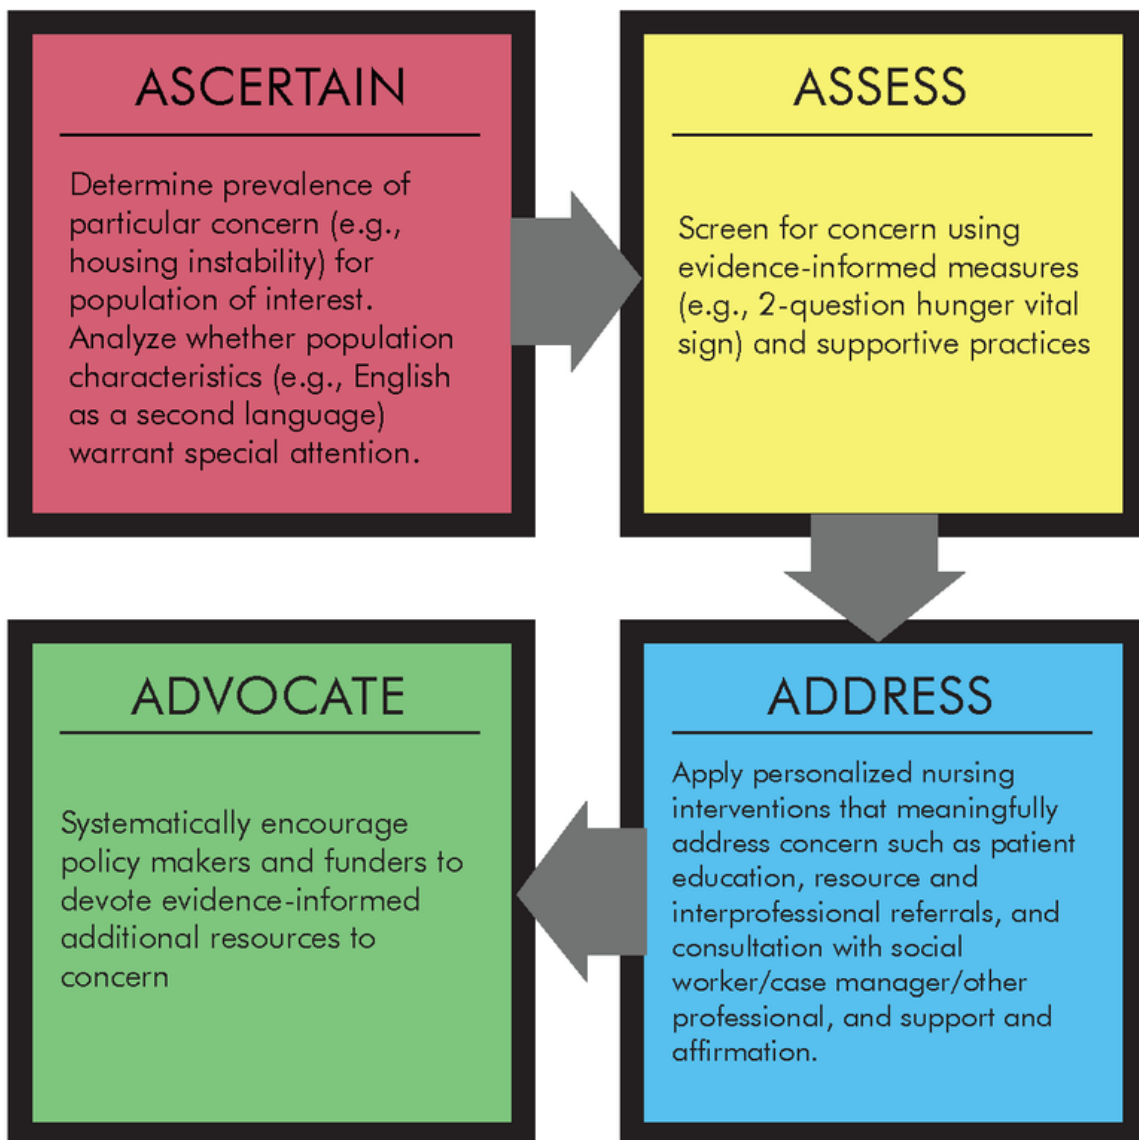 ASCERTAIN
Determine prevalence of
particular concern (e.g.,
housing instability) for
population of interest.
Analyze whether population
characteristics (e.g., English
as a second language)
warrant special attention.
ASSESS
Screen for concern using
evidence-informed measures
(e.g., 2-question hunger vital
sign) and supportive practices
ADDRESS
Apply personalized nursing
interventions that meaningfully
address concern such as patient
education, resource and
interprofessional referrals, and
consultation with social
worker/case manager/other
professional, and support and
affirmation.
ADVOCATE
Systematically encourage
policy makers and funders to
devote evidence-informed
additional resources to
concern